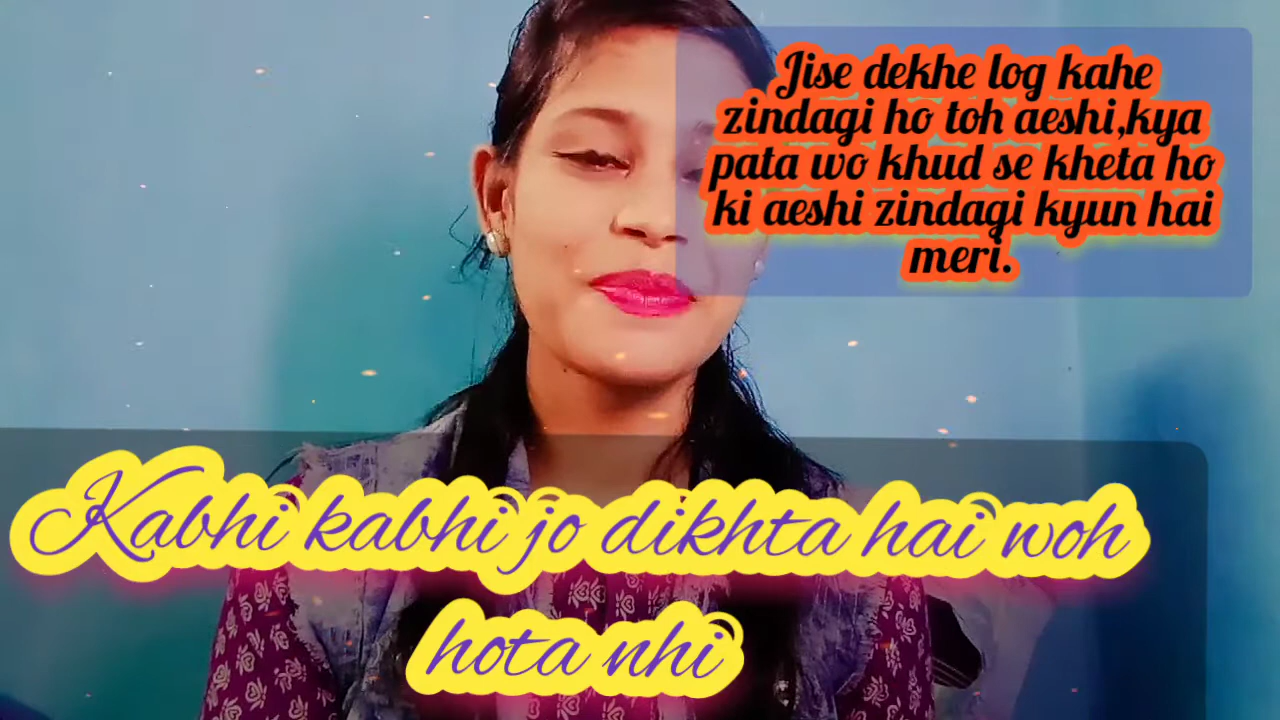 Jise dekhe log kahe
zindagi ho toh aeshi,kya
pata wo khud se kheta ho
ki aeshi zindagi kyun hai
meri.
Kabhi kabhi jo dikhta hai woh
hota nhi